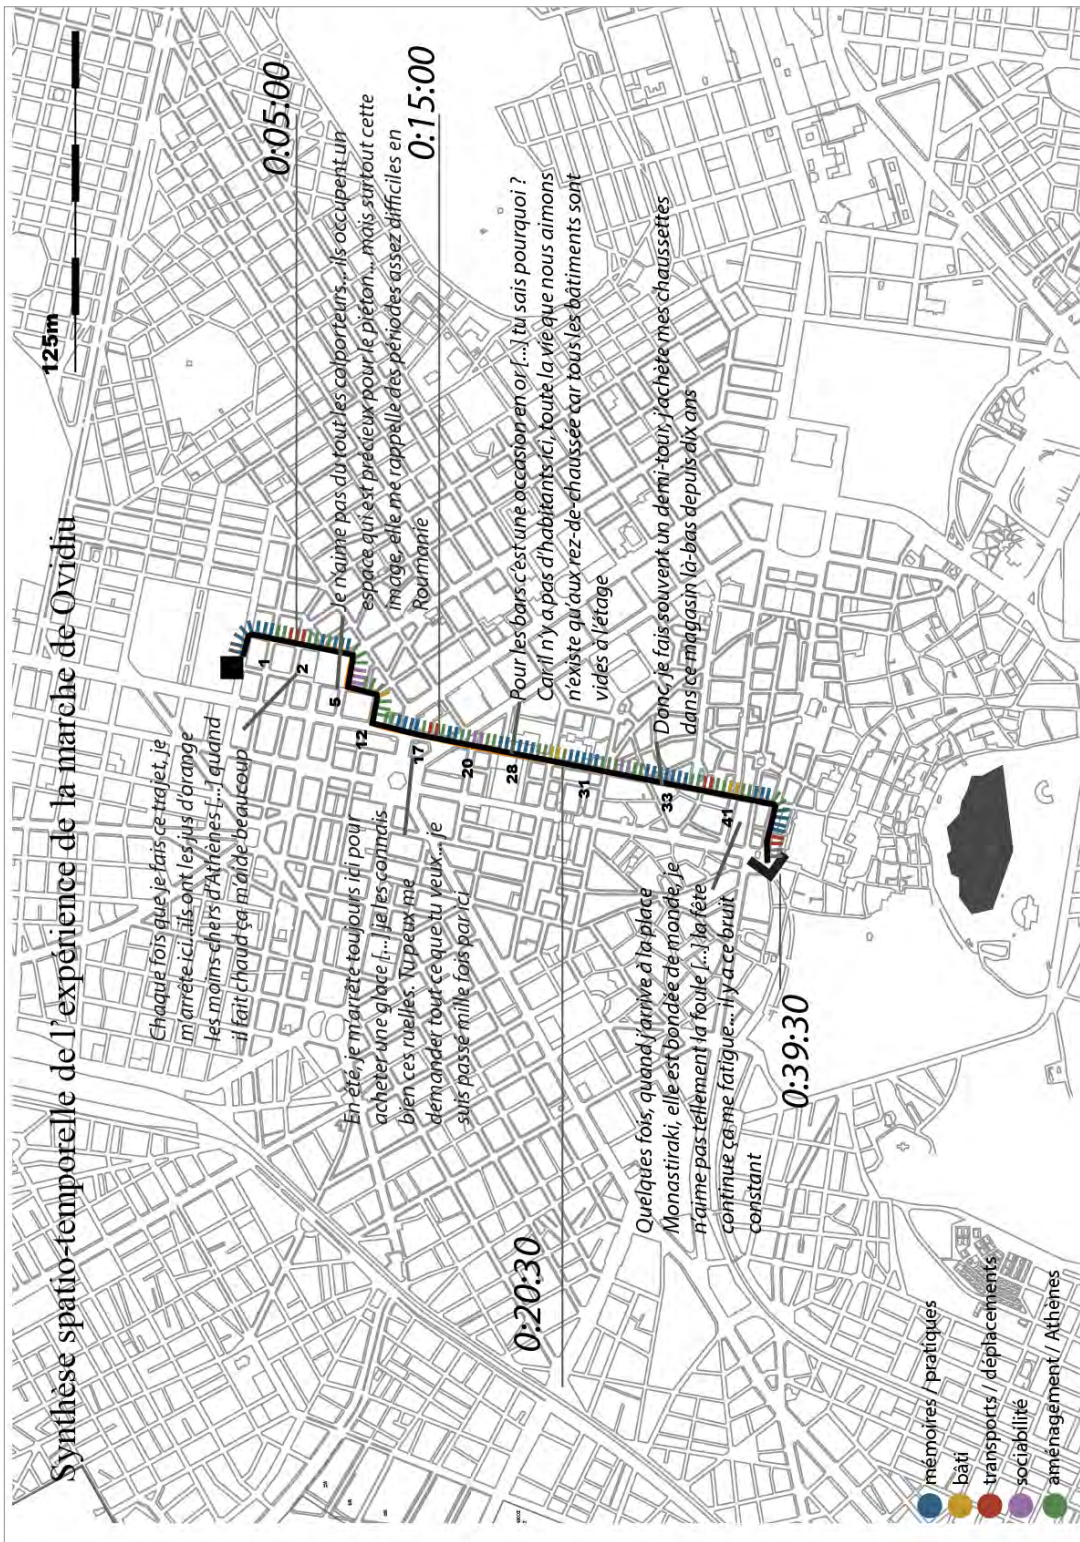 Synthèse spatio-temporelle de l'expérience de la marche de Ovidiu
125m
Chaque fois que je fais ce trajet, je
m'arrête ici..ils ont les jus d'orange
les moins chers d'Athènes [...] quand
il fait chaud ça m'aide beaucoup
0:05:00
Je n'aime pas du tout les colporteurs...Ils occupent un
espace qui est précieux pour le piéton... mais surtout cette
image, elle me rappelle des périodes assez difficiles en
Roumanie
0:15:00
En été, je m'arrête toujours ici pour
acheter une glace [...] je les connais
bien ces ruelles. Tu peux me
demander tout ce que tu veux... je
suis passé mille fois par ici
Pour les bars c'est une occasion en or [...] tu sais pourquoi ?
Car il n'y a pas d'habitants ici, toute la vie que nous aimons
n'existe qu'aux rez-de-chaussée car tous les bâtiments sont
vides à l'étage
0:20:30
Donc, je fais souvent un demi-tour, j'achète mes chaussettes
dans ce magasin là-bas depuis dix ans
Quelques fois, quand j'arrive à la place
Monastiraki, elle est bondée de monde, je
n'aime pas tellement la foule [...] la fête
continue ça me fatigue... il y a ce bruit
constant
0:39:30
1
2
5
12
17
20
28
31
33
41
mémoires / pratiques
bâti
transports / déplacements
sociabilité
aménagement / Athènes